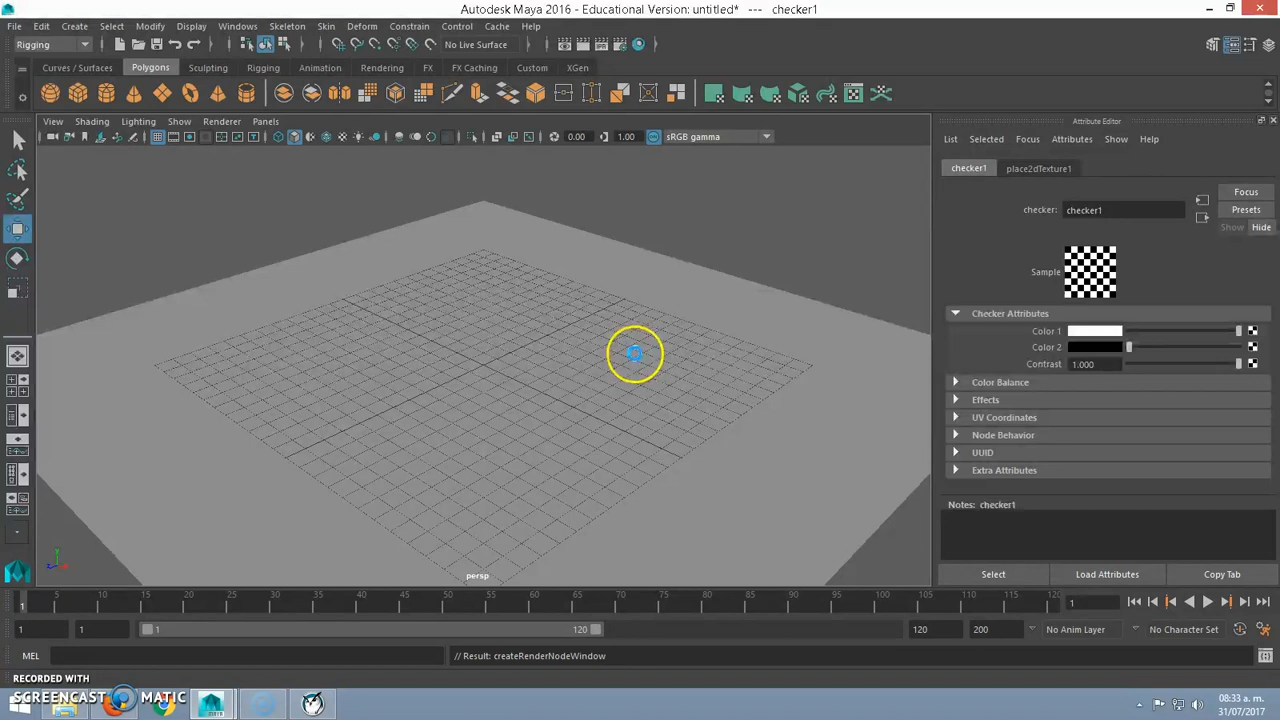 Autodesk Maya 2016 - Educational Version: untitled* --- checker1
File Edit Create Select Modify Display Windows Skeleton Skin Deform Constrain Control Cache Help
Rigging No Live Surface
Curves / Surfaces Polygons Sculpting Rigging Animation Rendering FX FX Caching Custom XGen
View Shading Lighting Show Renderer Panels
0.00 1.00 sRGB gamma
persp
Attribute Editor
List Selected Focus Attributes Show Help
checker1 place2dTexture1
Focus
checker: checker1 Presets
Show Hide
Sample
Checker Attributes
Color 1
Color 2
Contrast 1.000
Color Balance
Effects
UV Coordinates
Node Behavior
UUID
Extra Attributes
Notes: checker1
Select Load Attributes Copy Tab
1 5 10 15 20 25 30 35 40 45 50 55 60 65 70 75 80 85 90 95 100 105 110 115 120 1
1 1 1 120 120 200 No Anim Layer No Character Set
MEL // Result: createRenderNodeWindow
RECORDED WITH
SCREENCAST MATIC
08:33 a. m.
31/07/2017